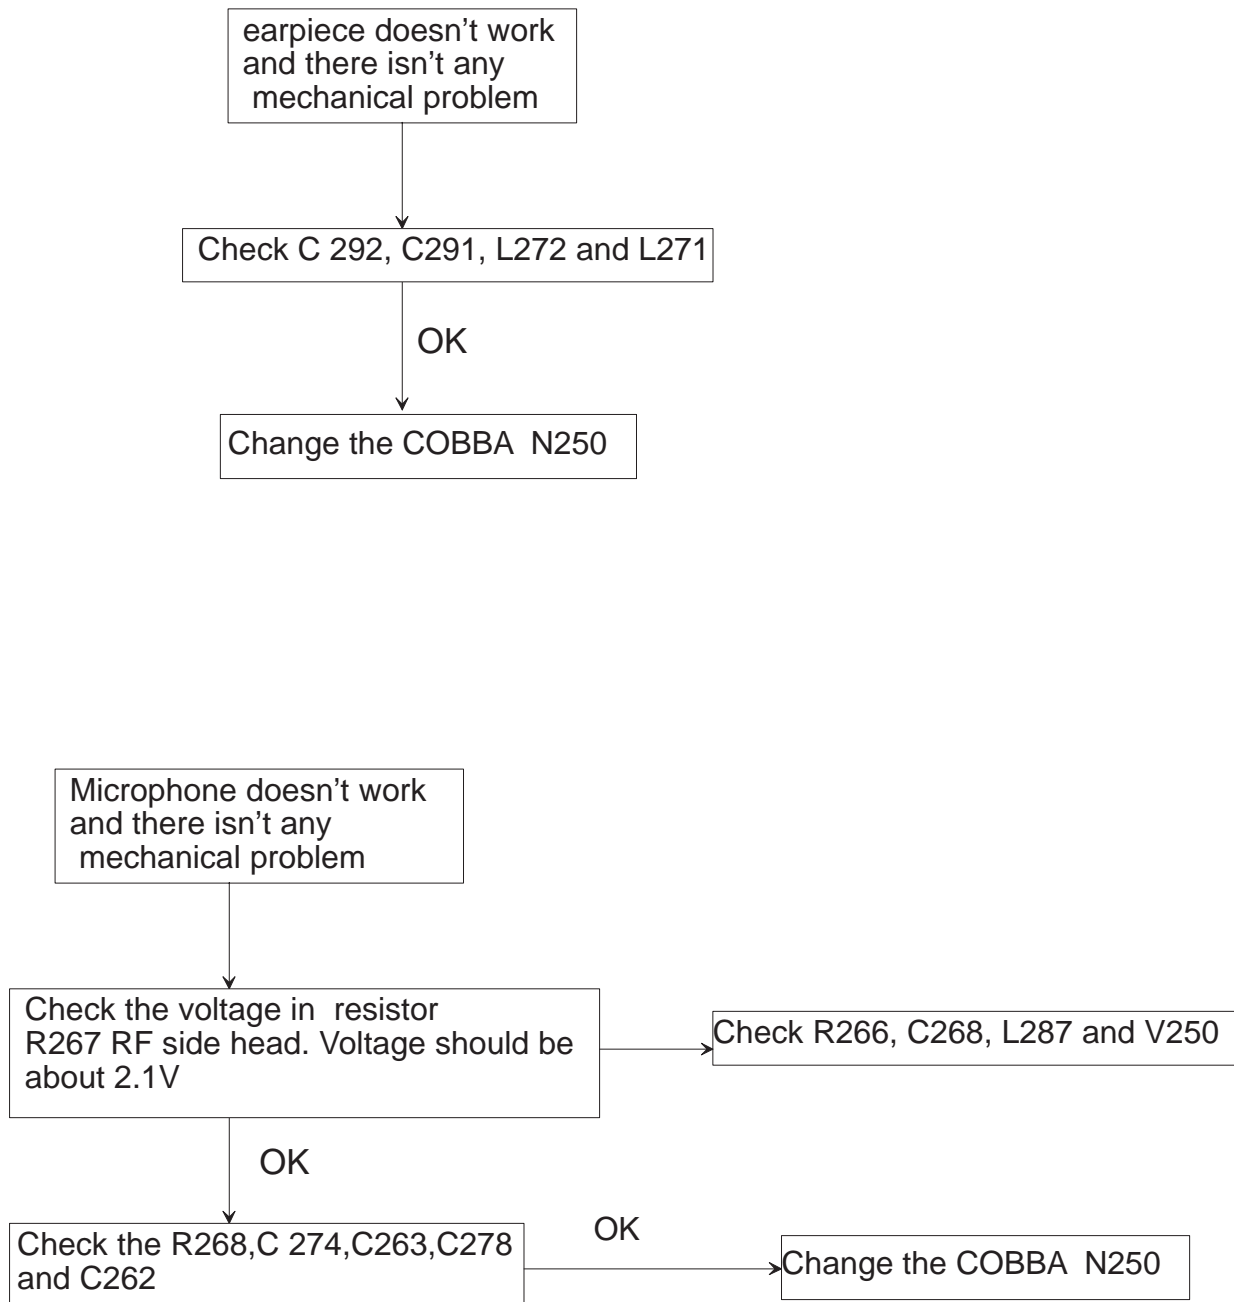 earpiece doesn't work
and there isn't any
mechanical problem
Check C 292, C291, L272 and L271
OK
Change the COBBA N250
Microphone doesn't work
and there isn't any
mechanical problem
Check the voltage in resistor
R267 RF side head. Voltage should be
about 2.1V
Check R266, C268, L287 and V250
OK
Check the R268,C 274,C263,C278
and C262
OK
Change the COBBA N250